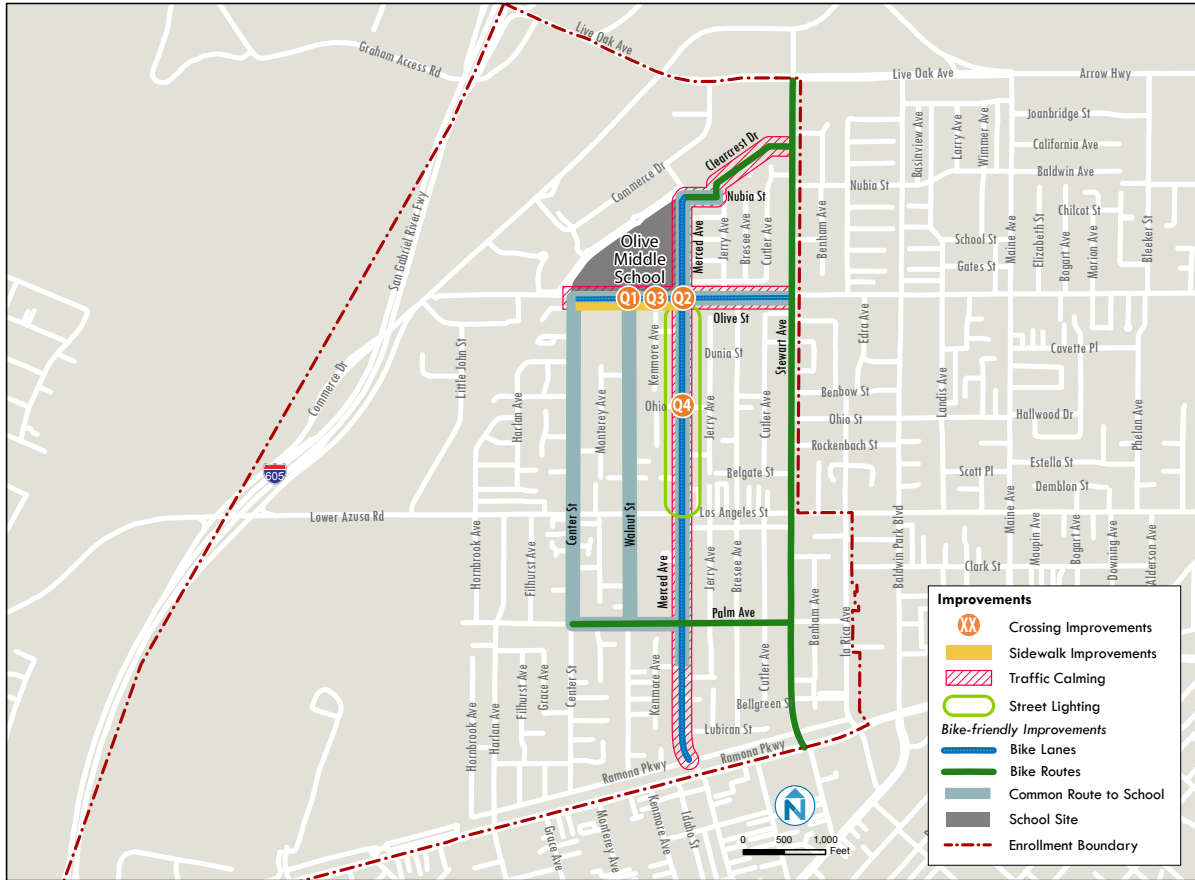 Live Oak Ave
Graham Access Rd
Live Oak Ave
Arrow Hwy
Joanbridge St
Basinview Ave
Larry Ave
Wimmer Ave
California Ave
Clearcrest Dr
Baldwin Ave
Commerce Dr
Nubia St
Nubia St
San Gabriel River Fwy
Olive
Middle
School
Merced Ave
Jerry Ave
Bresee Ave
Cutler Ave
Benham Ave
School St
Gates St
Maine Ave
Elizabeth St
Chilcot St
Bogart Ave
Marian Ave
Bleeker St
Q1
Q3
Q2
Olive St
Stewart Ave
Edra Ave
Commerce Dr
Little John St
Kenmore Ave
Dunia St
Cavette Pl
Landis Ave
Benbow St
Harlan Ave
Monterey Ave
Ohio
Q4
Jerry Ave
Cutler Ave
Ohio St
Hallwood Dr
Phelan Ave
Rockenbach St
605
Belgate St
Scott Pl
Estella St
Demblon St
Lower Azusa Rd
Los Angeles St
Center St
Walnut St
Baldwin Park Blvd
Maine Ave
Maupin Ave
Bogart Ave
Downing Ave
Alderson Ave
Hornbrook Ave
Filhurst Ave
Merced Ave
Jerry Ave
Bresee Ave
Clark St
Palm Ave
Benham Ave
la Rica Ave
Filhurst Ave
Grace Ave
Center St
Kenmore Ave
Cutler Ave
Hornbrook Ave
Harlan Ave
Bellgreen S
Lubican St
Ramona Pkwy
Ramona Pkwy
Grace Ave
Monterey Ave
Kenmore Ave
Idaho St
N
0 500 1,000
Feet
Improvements
XX Crossing Improvements
Sidewalk Improvements
Traffic Calming
Street Lighting
Bike-friendly Improvements
Bike Lanes
Bike Routes
Common Route to School
School Site
Enrollment Boundary